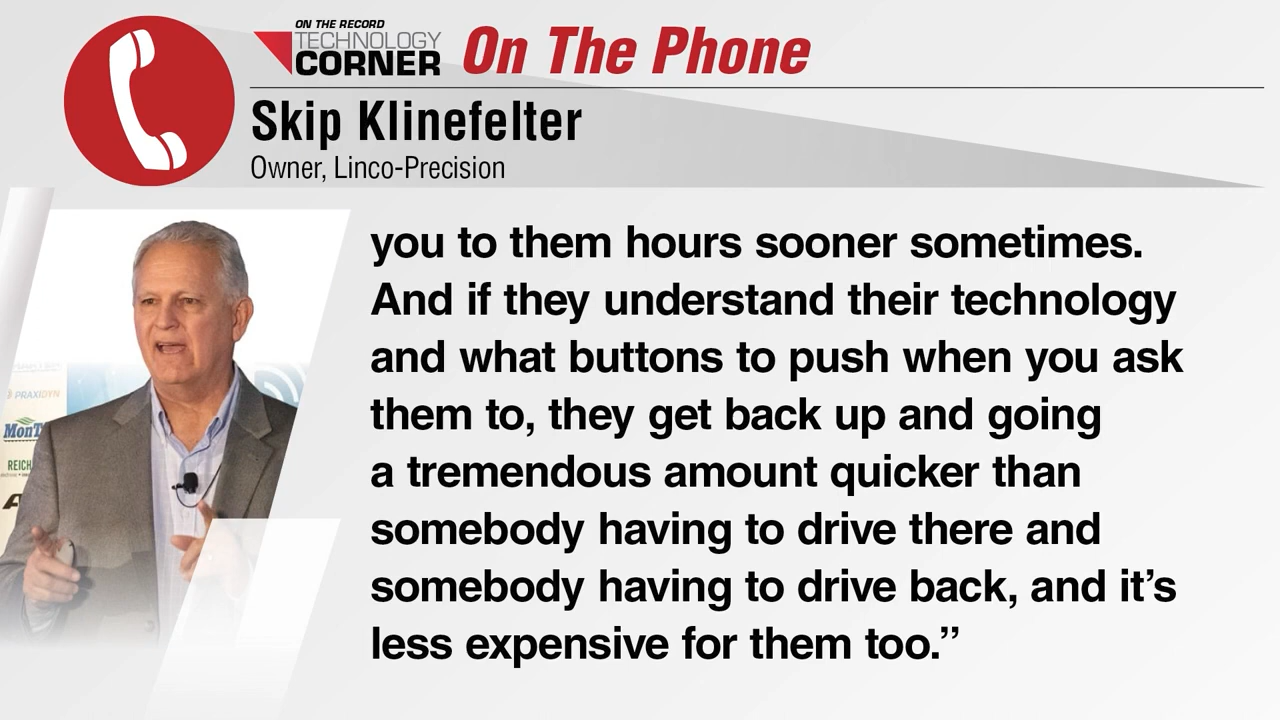 ON THE RECORD
TECHNOLOGY
CORNER
On The Phone
Skip Klinefelter
Owner, Linco-Precision
you to them hours sooner sometimes.
And if they understand their technology
and what buttons to push when you ask
them to, they get back up and going
a tremendous amount quicker than
somebody having to drive there and
somebody having to drive back, and it’s
less expensive for them too.”
PRAXIDYN
MonT
REICH